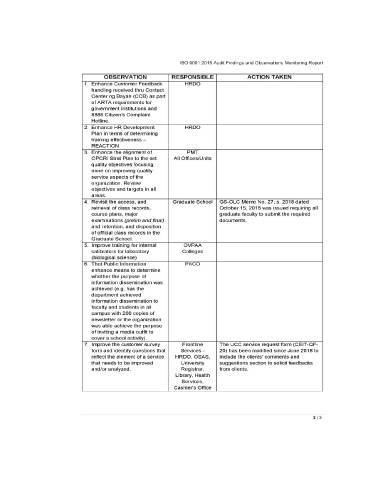 ISO 9001:2015 Audit Findings and Observations Monitoring Report
OBSERVATION RESPONSIBLE ACTION TAKEN
1. Enhance Customer Feedback
handling received thru Contact
Center ng Bayan (CCB) as part
of ARTA requirements for
government institutions and
8888 Citizen's Complaint
Hotline.
HRDO
2. Enhance HR Development
Plan in terms of determining
training effectiveness –
REACTION
HRDO
3. Enhance the alignment of
OPCR/ Strat Plan to the set
quality objectives focusing
more on improving quality
service aspects of the
organization. Review
objectives and targets in all
areas.
PMT
All Offices/Units
4. Revisit the access, and
retrieval of class records,
course plans, major
examinations (prelim and final)
and retention, and disposition
of official class records in the
Graduate School.
Graduate School
GS-OLC Memo No. 27, s. 2018 dated
October 15, 2018 was issued requiring all
graduate faculty to submit the required
documents.
5. Improve training for internal
calibrators for laboratory
(biological science)
OVPAA
Colleges
6. That Public Information
enhance means to determine
whether the purpose of
information dissemination was
achieved (e.g. has the
department achieved
information dissemination to
faculty and students in all
campus with 200 copies of
newsletter or the organization
was able achieve the purpose
of inviting a media outfit to
cover a school activity).
PACO
7. Improve the customer survey
form and identify questions that
reflect the element of a service
that needs to be improved
and/or analyzed.
Frontline
Services -
HRDO, OSAS,
University
Registrar,
Library, Health
Services,
Cashier's Office
The UCC service request form (CEIT-QF-
20) has been modified since June 2018 to
include the clients' comments and
suggestions section to solicit feedbacks
from clients.